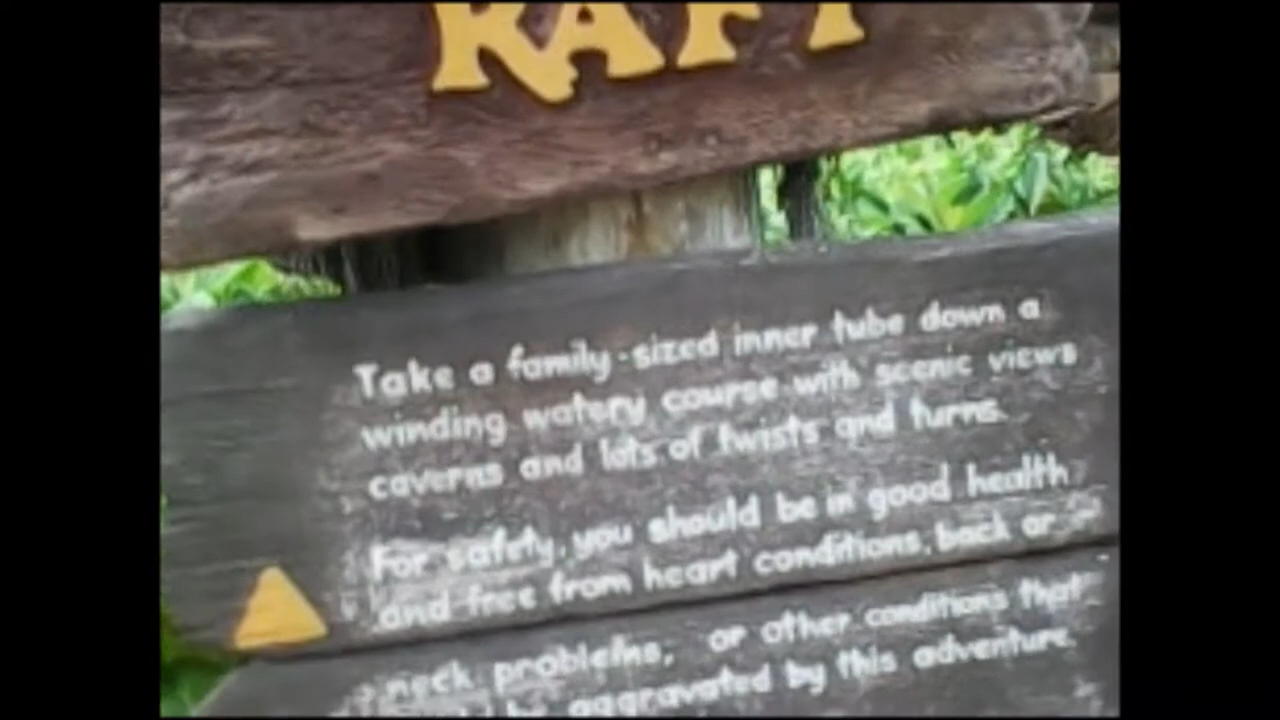 RAFT
Take a family-sized inner tube down a
winding watery course with scenic views
caverns and lots of twists and turns.
For safety, you should be in good health
and free from heart conditions, back or
neck problems, or other conditions that
be aggravated by this adventure